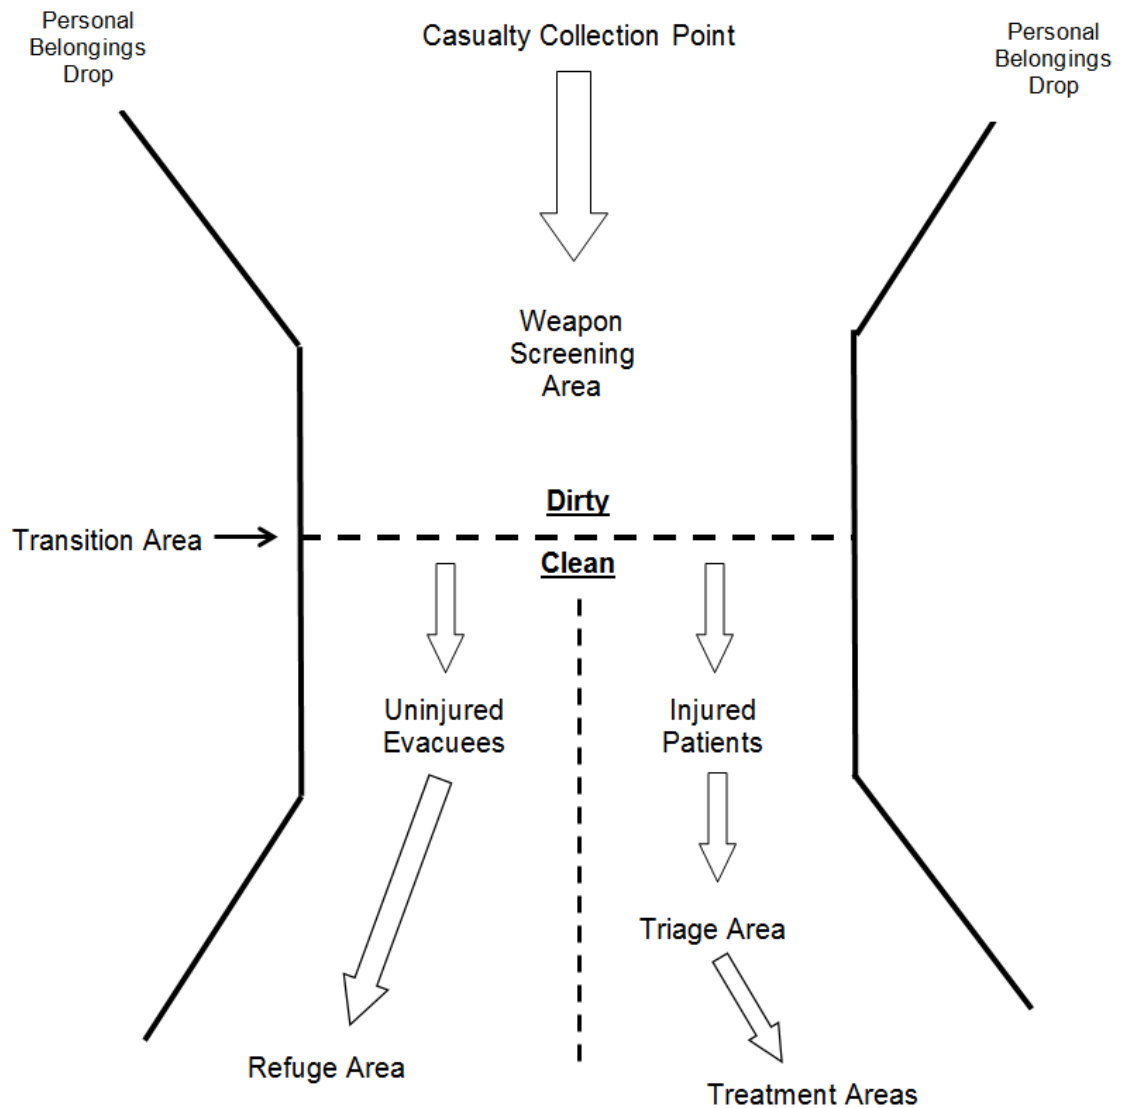 Personal
Belongings
Drop
Casualty Collection Point
Personal
Belongings
Drop
Weapon
Screening
Area
Dirty
Transition Area
Clean
Uninjured
Evacuees
Injured
Patients
Triage Area
Refuge Area
Treatment Areas